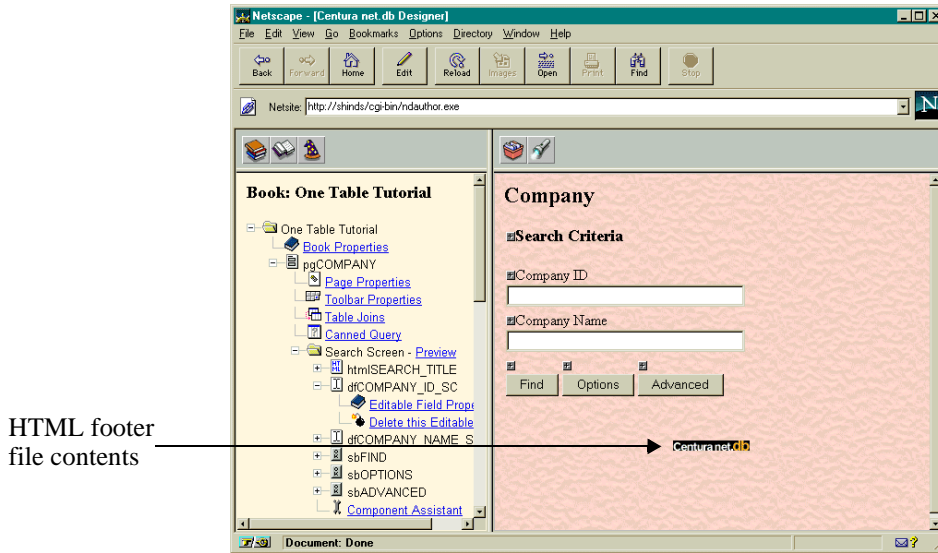 Netscape - [Centura net.db Designer]
File Edit View Go Bookmarks Options Directory Window Help
Back Forward Home Edit Reload Images Open Print Find Stop
Netsite: http://shinds/cgi-bin/ndauthor.exe
N
Book: One Table Tutorial
One Table Tutorial
Book Properties
pgCOMPANY
Page Properties
Toolbar Properties
Table Joins
Canned Query
Search Screen - Preview
htmlSEARCH_TITLE
dfCOMPANY_ID_SC
Editable Field Prope
Delete this Editable
dfCOMPANY_NAME_S
sbFIND
sbOPTIONS
sbADVANCED
Component Assistant
Company
Search Criteria
Company ID
Company Name
Find Options Advanced
Centura net.db
HTML footer
file contents
Document: Done